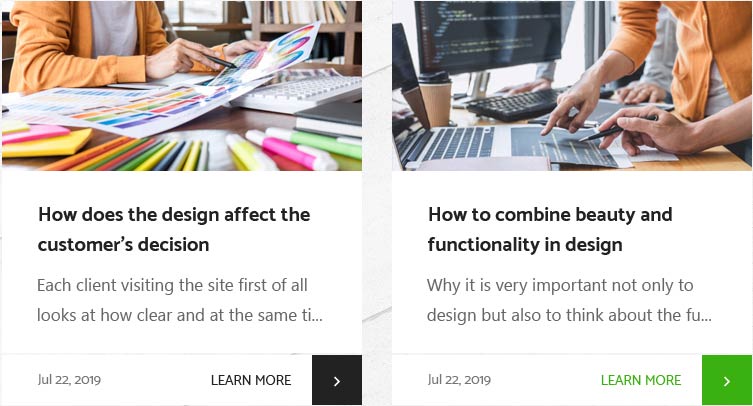 How does the design affect the
customer's decision
Each client visiting the site first of all
looks at how clear and at the same ti...
Jul 22, 2019
LEARN MORE
How to combine beauty and
functionality in design
Why it is very important not only to
design but also to think about the fu...
Jul 22, 2019
LEARN MORE